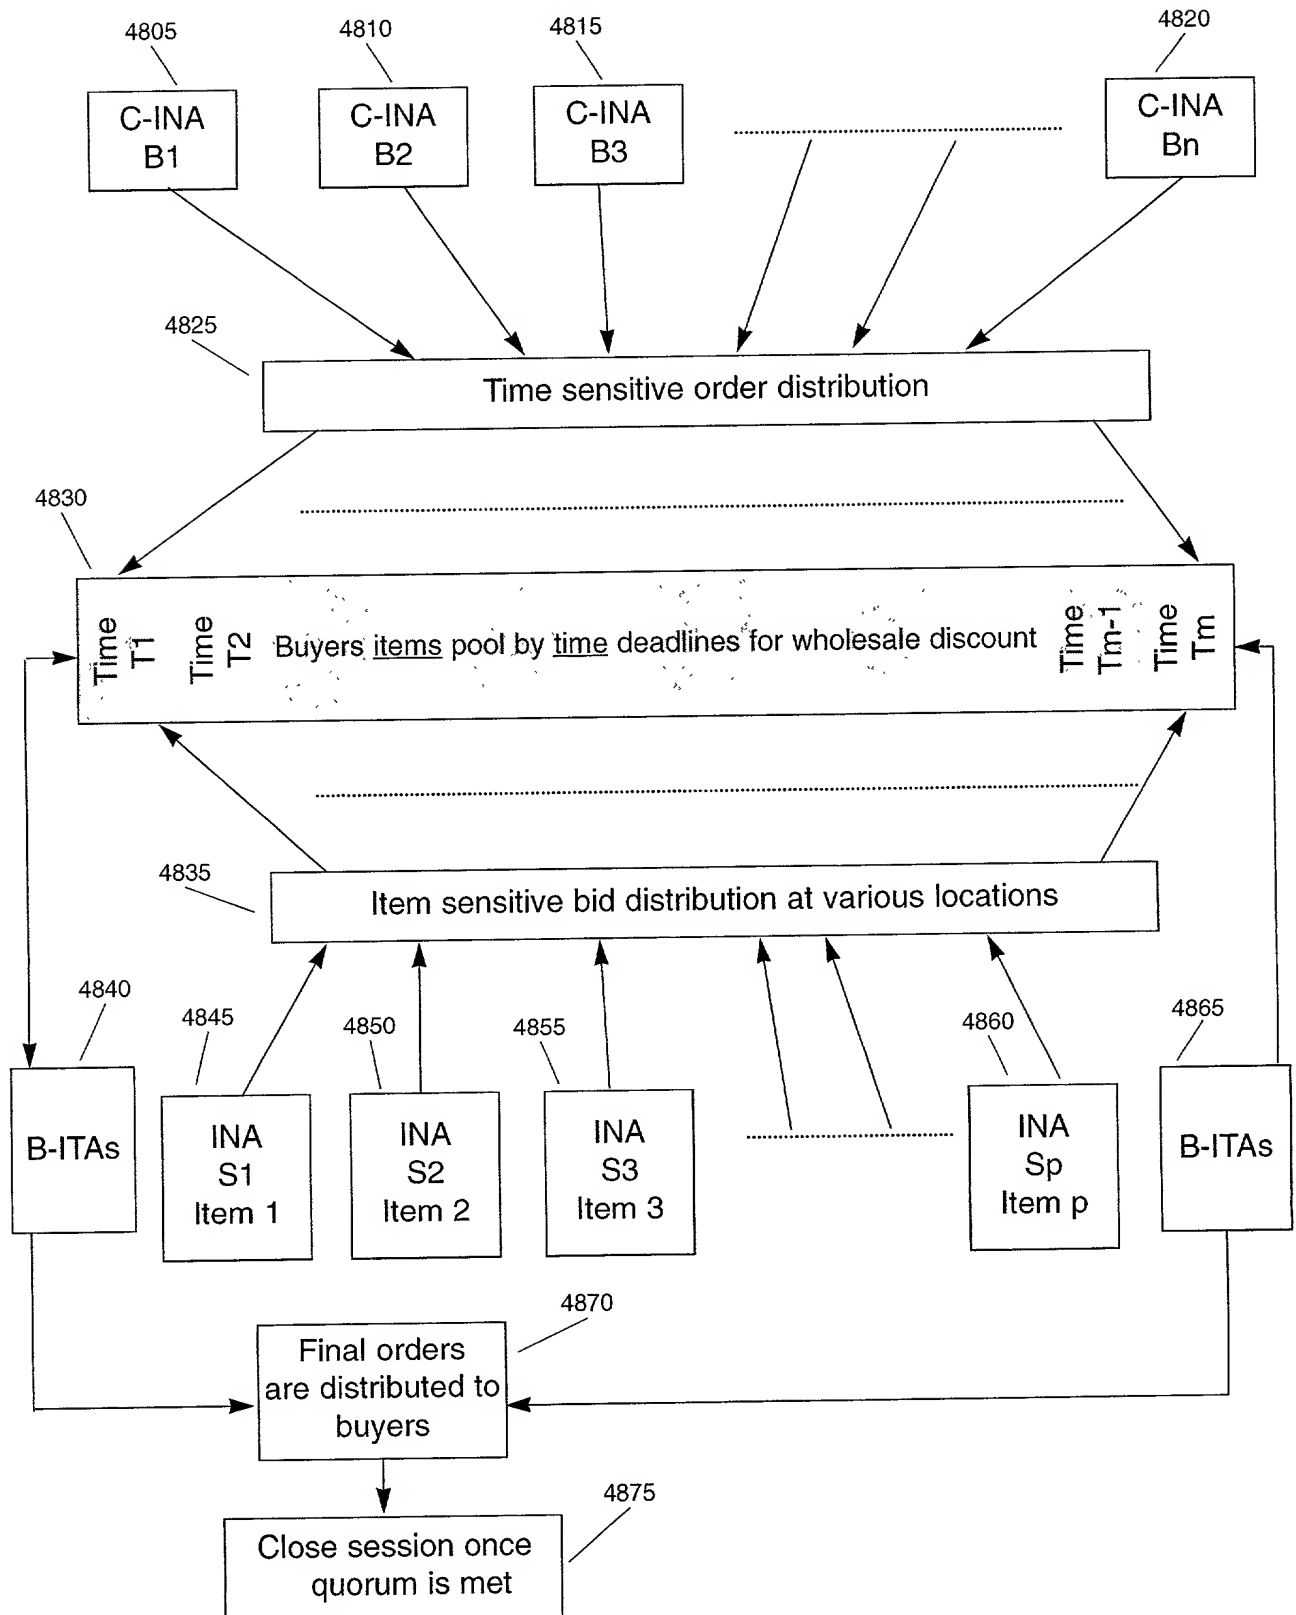 4805
4810
4815
4820
C-INA
B1
C-INA
B2
C-INA
B3
C-INA
Bn
4825
Time sensitive order distribution
4830
Time
T1
Time
T2
Buyers items pool by time deadlines for wholesale discount
Time
Tm-1
Time
Tm
4835
Item sensitive bid distribution at various locations
4840
4845
4850
4855
4860
4865
B-ITAs
INA
S1
Item 1
INA
S2
Item 2
INA
S3
Item 3
INA
Sp
Item p
B-ITAs
4870
Final orders
are distributed to
buyers
4875
Close session once
quorum is met